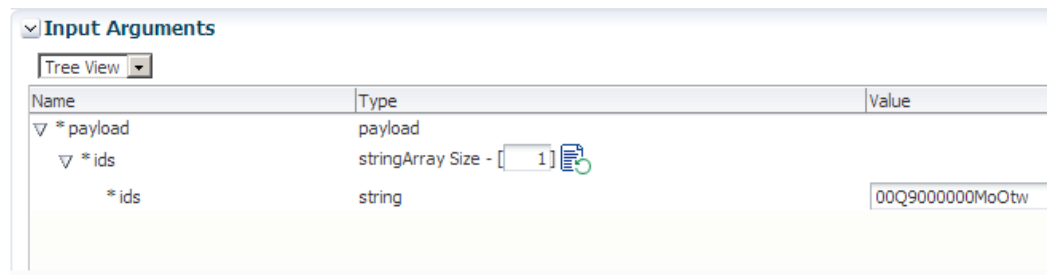 Input Arguments
Tree View
Name Type Value
* payload payload
* ids stringArray Size - [ 1]
* ids string 00Q9000000MoOtw